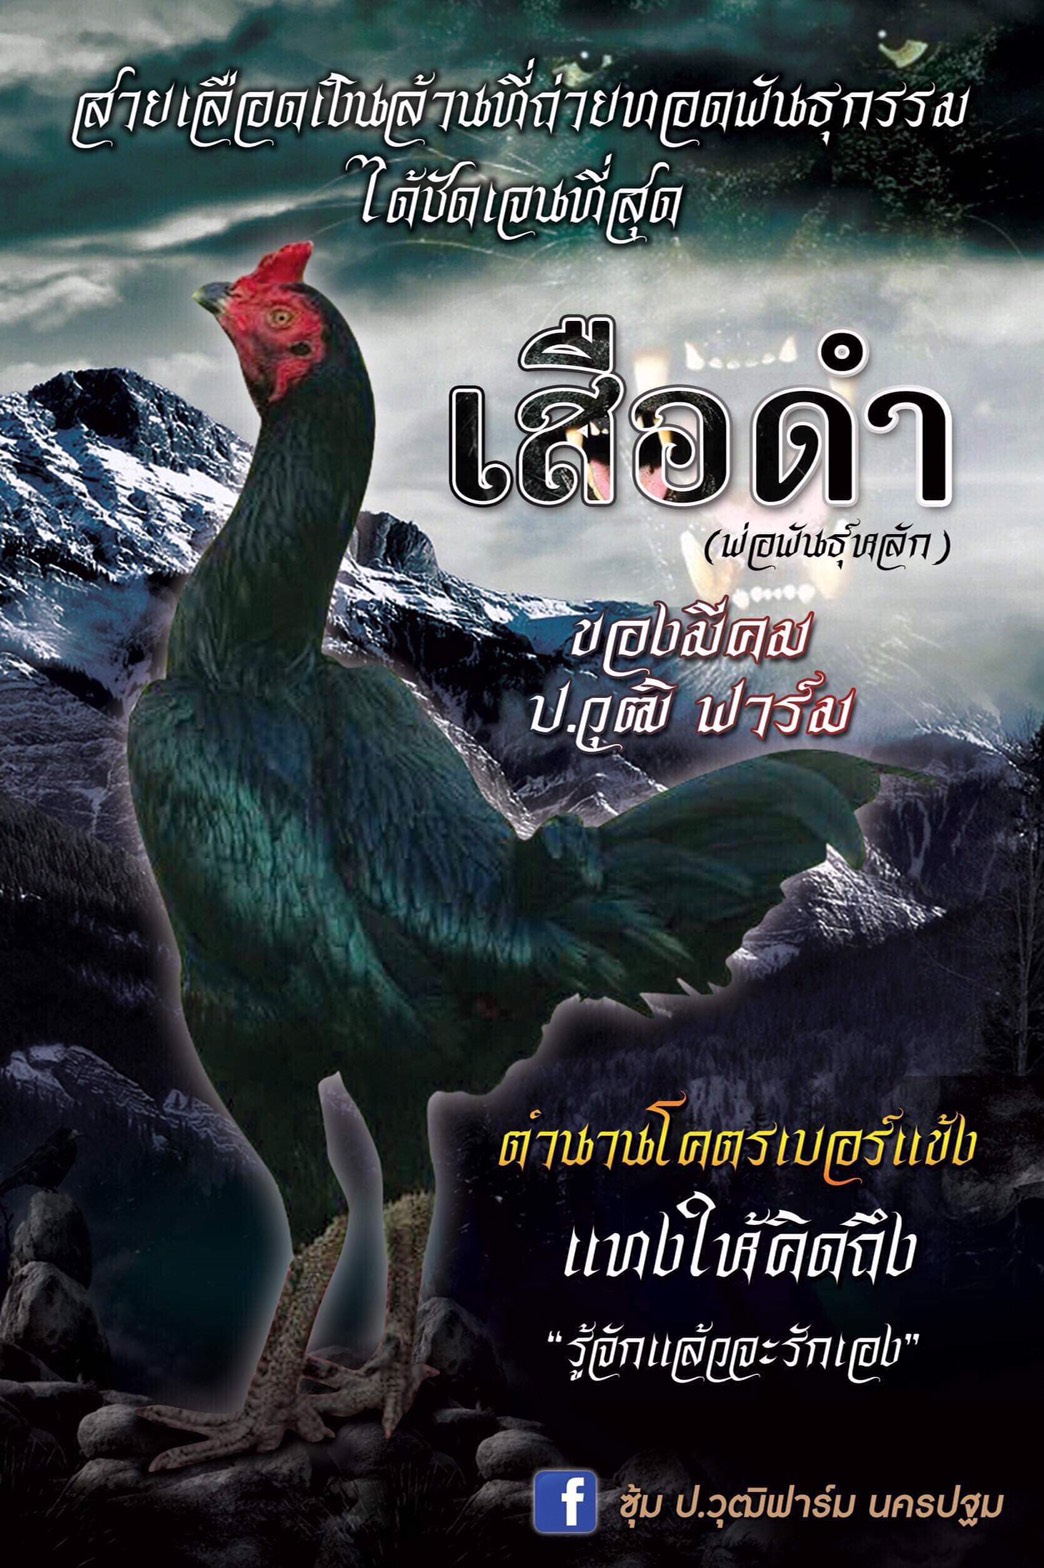 สายเลือดเงินล้านที่ถ่ายทอดพันธุกรรม
ได้ชัดเจนที่สุด
เสือดำ
(พ่อพันธุ์หลัก)
ของมีคม
ป.วุฒิ ฟาร์ม
ตำนานโคตรเบอร์แข้ง
แทงให้คิดถึง
“รู้จักแล้วจะรักเอง”
f ซุ้ม ป.วุฒิฟาร์ม นครปฐม